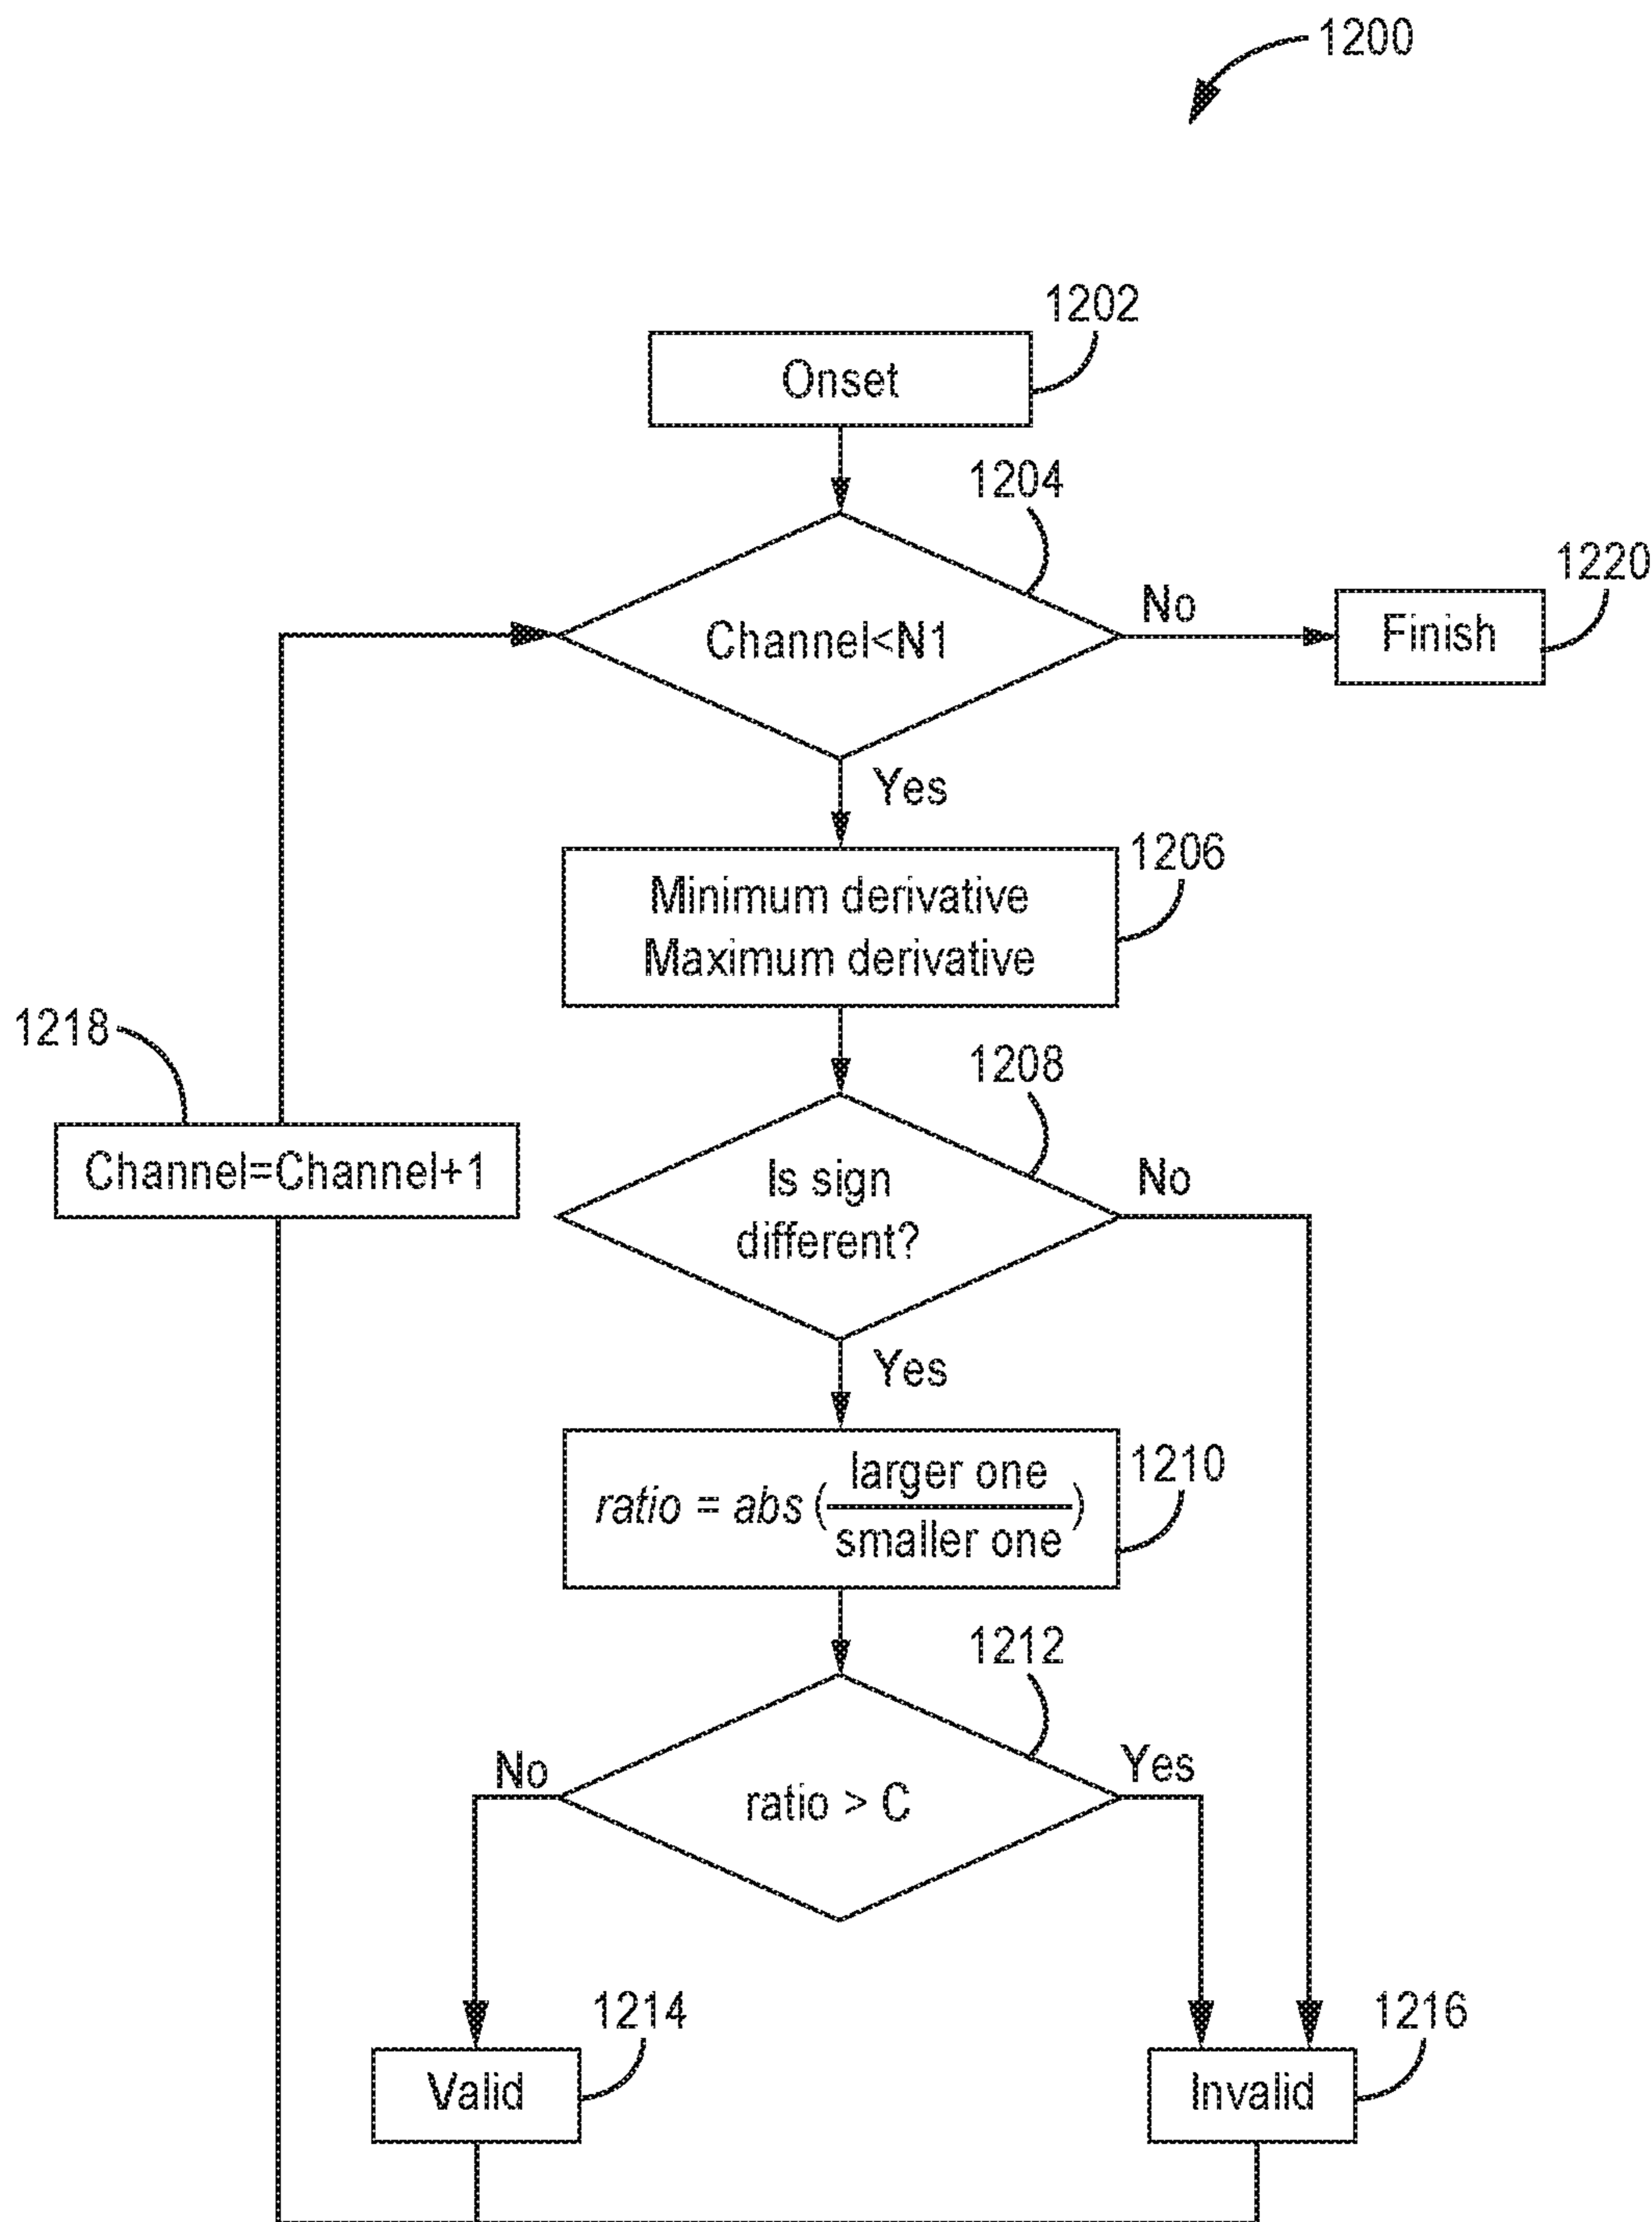 1200
1202
Onset
1204
Channel<N1
No
1220
Finish
Yes
1206
Minimum derivative
Maximum derivative
1218
Channel=Channel+1
1208
Is sign
different?
No
Yes
1210
ratio = abs (larger one / smaller one)
1212
No
ratio > C
Yes
1214
Valid
1216
Invalid